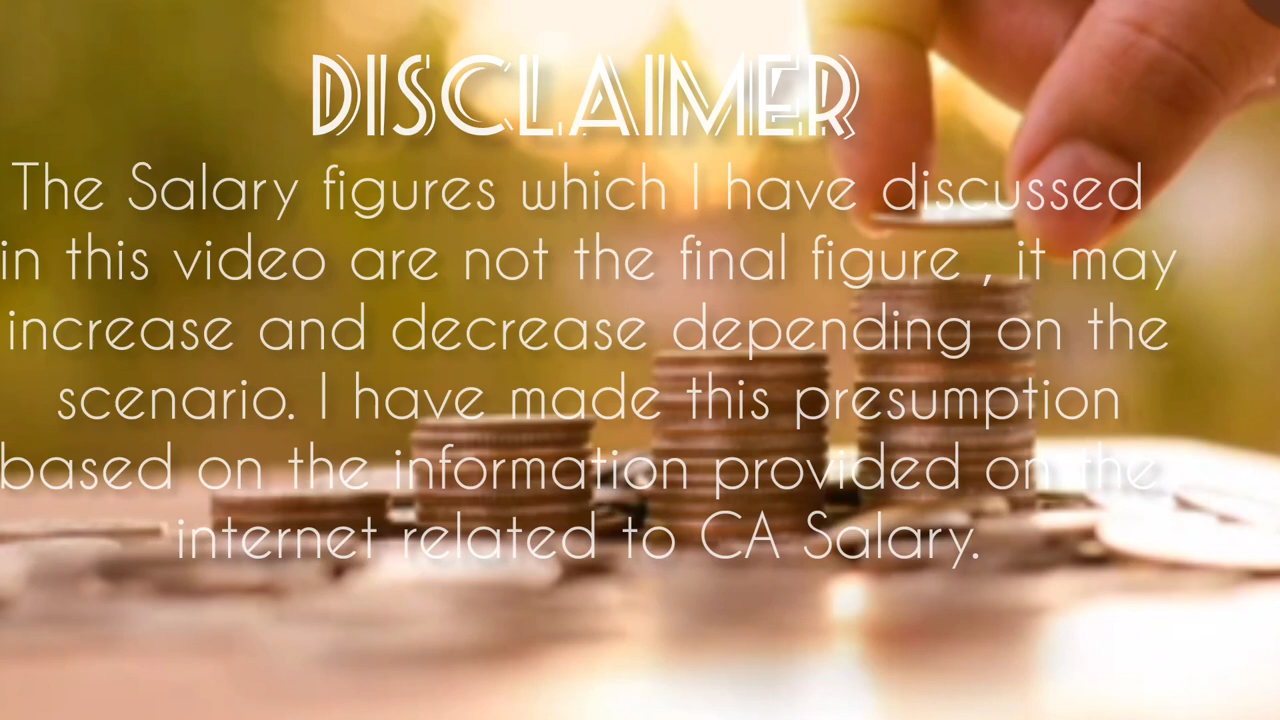 DISCLAIMER
The Salary figures which I have discussed
in this video are not the final figure , it may
increase and decrease depending on the
scenario. I have made this presumption
based on the information provided on the
internet related to CA Salary.